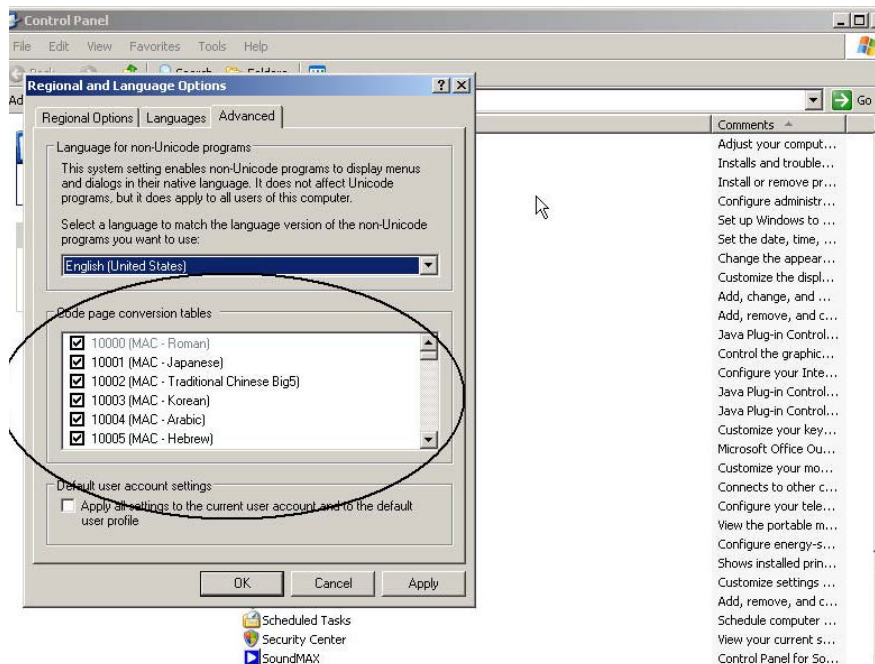 Control Panel
File Edit View Favorites Tools Help
Search Folders
Regional and Language Options
Ad
Go
Regional Options Languages Advanced
Comments
Language for non-Unicode programs
This system setting enables non-Unicode programs to display menus
and dialogs in their native language. It does not affect Unicode
programs, but it does apply to all users of this computer.
Select a language to match the language version of the non-Unicode
programs you want to use:
English (United States)
Code page conversion tables
10000 (MAC - Roman)
10001 (MAC - Japanese)
10002 (MAC - Traditional Chinese Big5)
10003 (MAC - Korean)
10004 (MAC - Arabic)
10005 (MAC - Hebrew)
Default user account settings
Apply all settings to the current user account and to the default
user profile
OK Cancel Apply
Scheduled Tasks
Security Center
SoundMAX
Adjust your comput...
Installs and trouble...
Install or remove pr...
Configure administr...
Set up Windows to ...
Set the date, time, ...
Change the appear...
Customize the displ...
Add, change, and ...
Add, remove, and c...
Java Plug-in Control...
Control the graphic...
Configure your Inte...
Java Plug-in Control...
Java Plug-in Control...
Customize your key...
Microsoft Office Ou...
Customize your mo...
Connects to other c...
Configure your tele...
View the portable m...
Configure energy-s...
Shows installed prin...
Customize settings ...
Add, remove, and c...
Schedule computer ...
View your current s...
Control Panel for So...